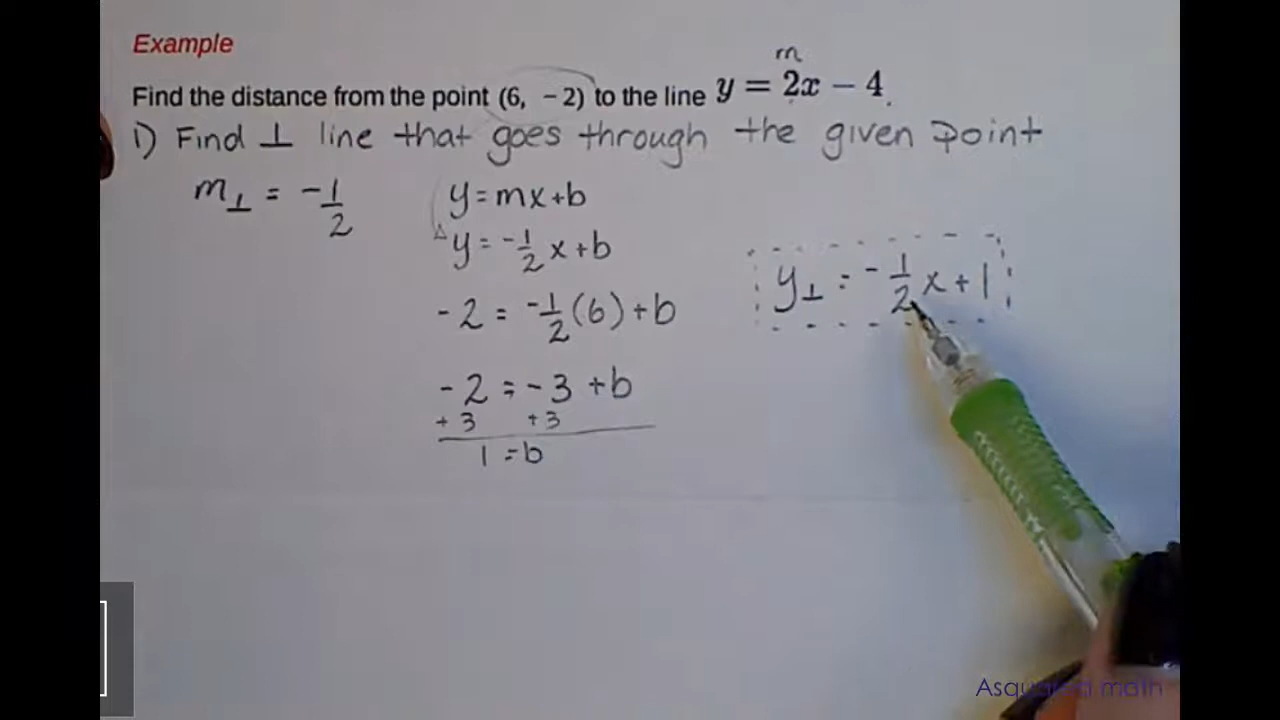 Example
Find the distance from the point (6, -2) to the line y = 2x - 4
m
1) Find ⊥ line that goes through the given point
m⊥ = -1/2
y = mx + b
y = -1/2 x + b
-2 = -1/2 (6) + b
-2 = -3 + b
+3 +3
1 = b
y⊥ = -1/2 x + 1
Asquared math